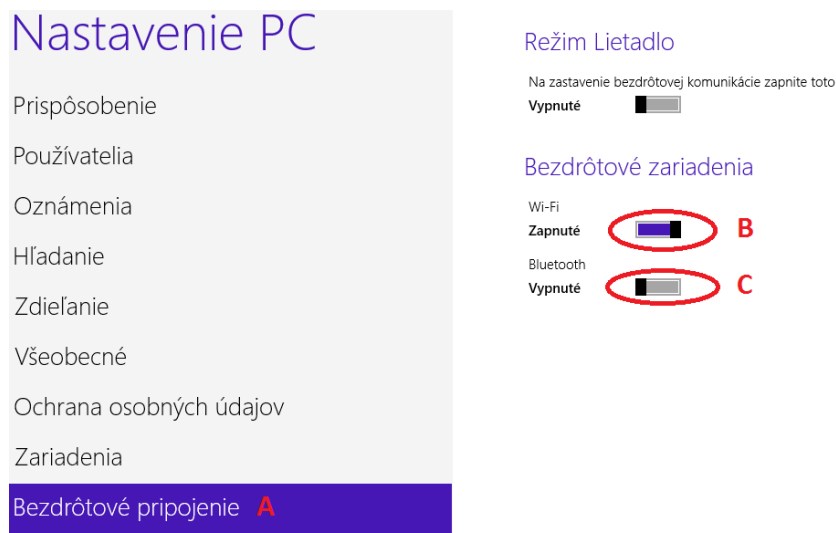 Nastavenie PC
Prispôsobenie
Používatelia
Oznámenia
Hľadanie
Zdieľanie
Všeobecné
Ochrana osobných údajov
Zariadenia
Bezdrôtové pripojenie A
Režim Lietadlo
Na zastavenie bezdrôtovej komunikácie zapnite toto
Vypnuté
Bezdrôtové zariadenia
Wi-Fi
Zapnuté B
Bluetooth
Vypnuté C